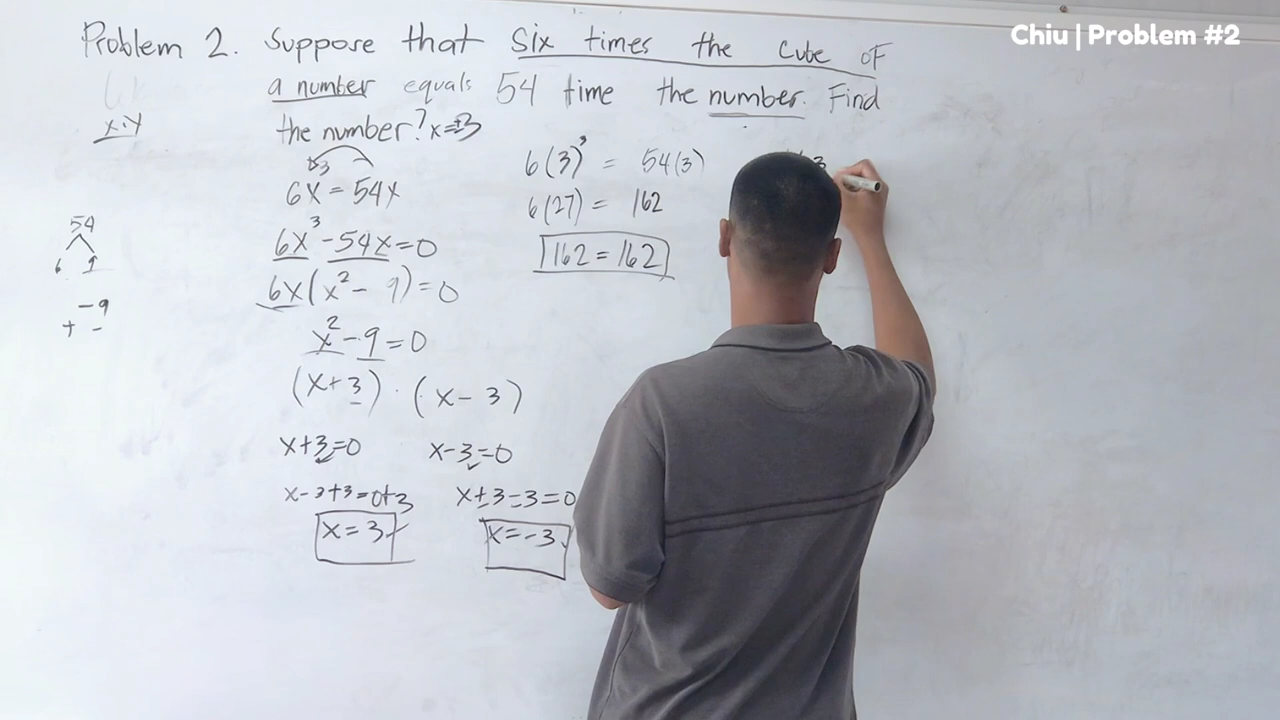 Chiu | Problem #2
Problem 2. Suppose that six times the cube of
a number equals 54 time the number. Find
the number? x=±3
x·y
54
6 9
-9
+ -
6x³ = 54x
6x³-54x=0
6x(x²- 9)=0
x²-9=0
(x+3) · (x-3)
x+3=0 x-3=0
x-3+3=0+3 x+3-3=0
x=3 x=-3
6(3)³ = 54(3)
6(27) = 162
162=162